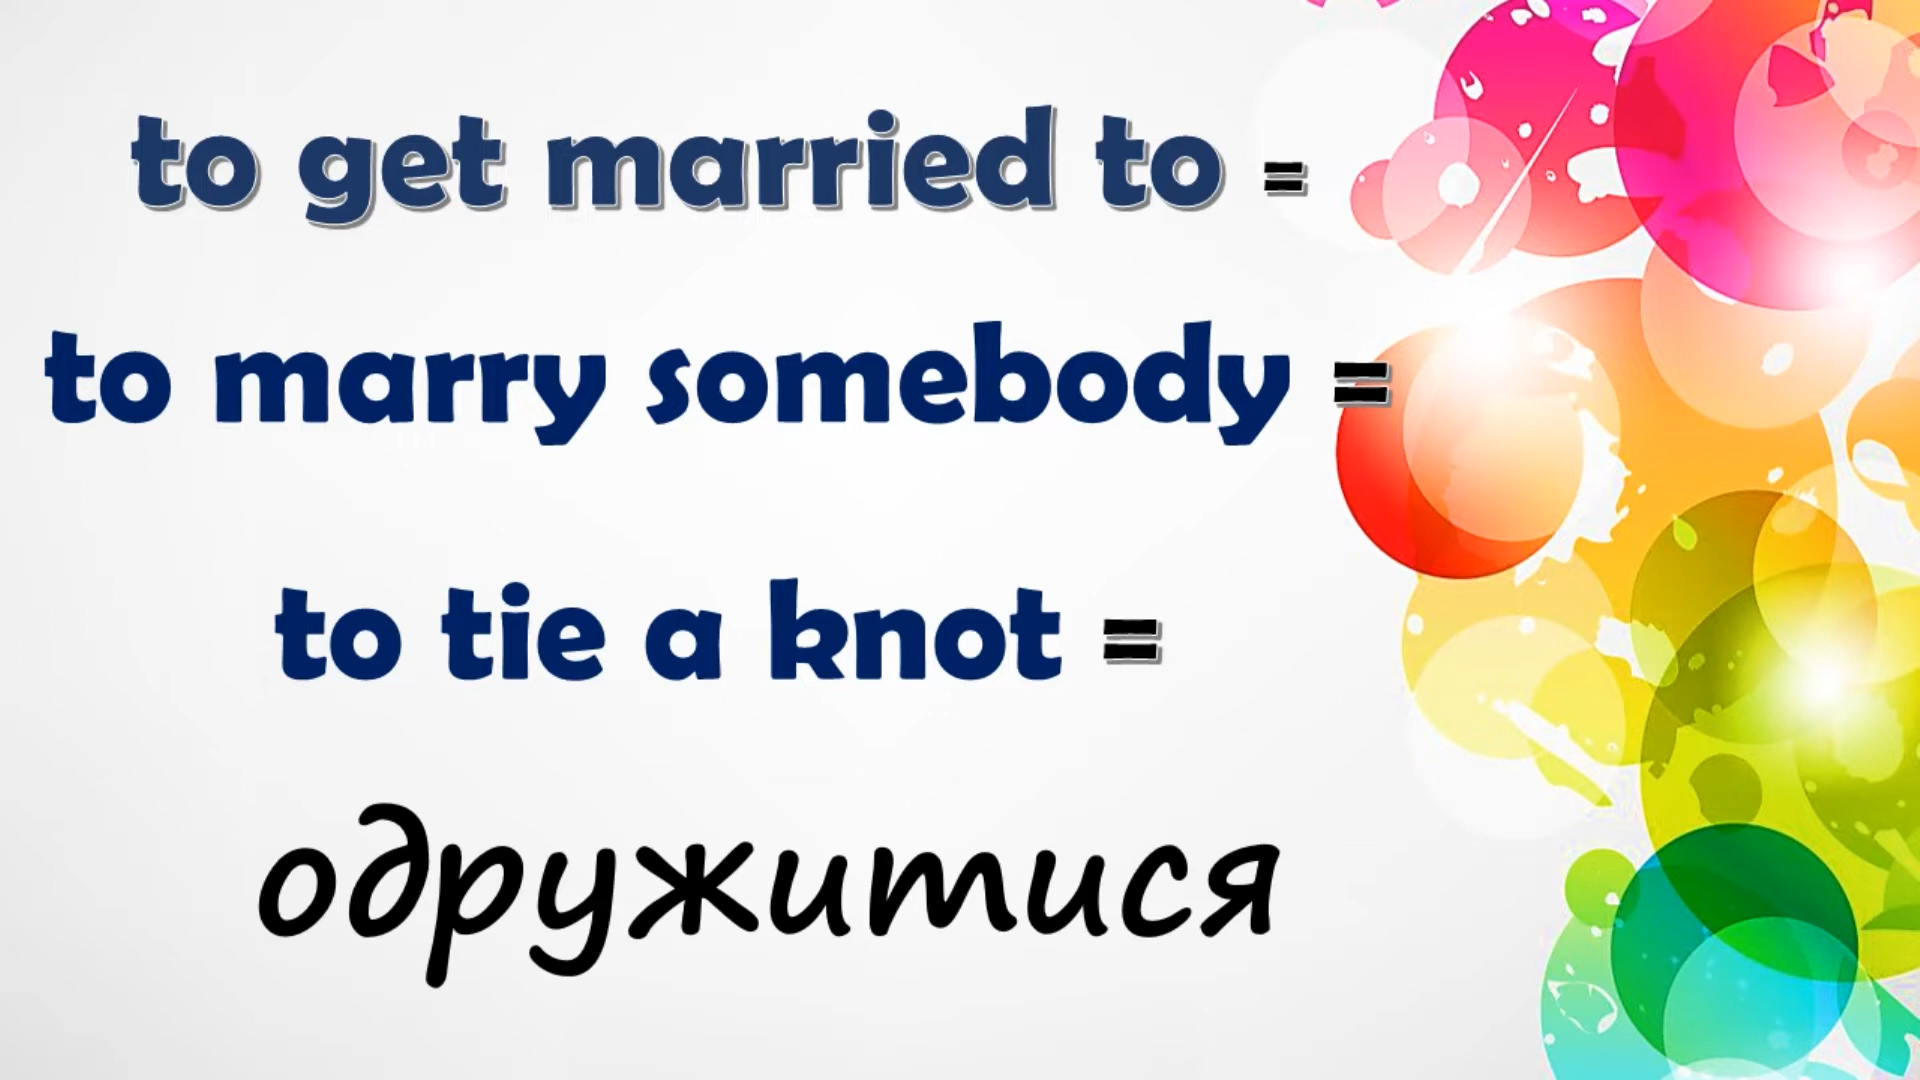 to get married to =
to marry somebody =
to tie a knot =
одружитися